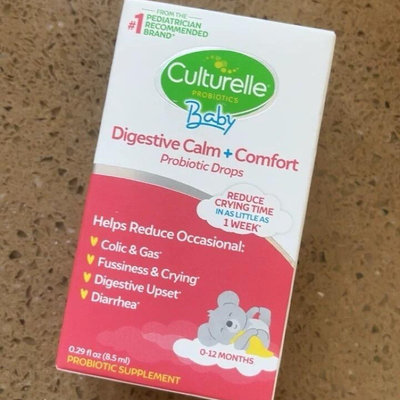 #1 FROM THE
PEDIATRICIAN
RECOMMENDED
BRAND*
Culturelle®
PROBIOTICS
Baby
Digestive Calm + Comfort
Probiotic Drops
REDUCE
CRYING TIME
IN AS LITTLE AS
1 WEEK*
Helps Reduce Occasional:
Colic & Gas*
Fussiness & Crying*
Digestive Upset*
Diarrhea*
0-12 MONTHS
0.29 fl oz (8.5 ml)
PROBIOTIC SUPPLEMENT